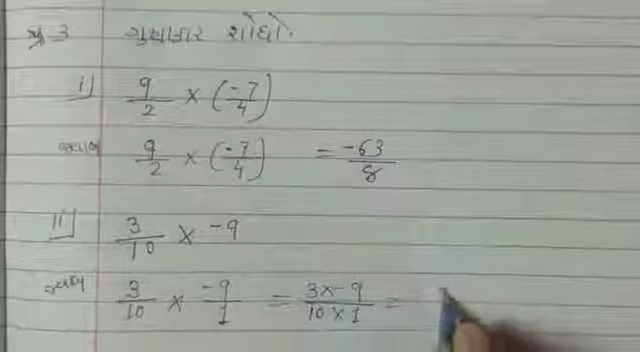 પ્ર 3 ગુણાકાર શોધો.
i] 9/2 × (-7/4)
જવાબ 9/2 × (-7/4) = -63/8
ii] 3/10 × -9
જવાબ 3/10 × -9/1 = 3×-9/10×1 =